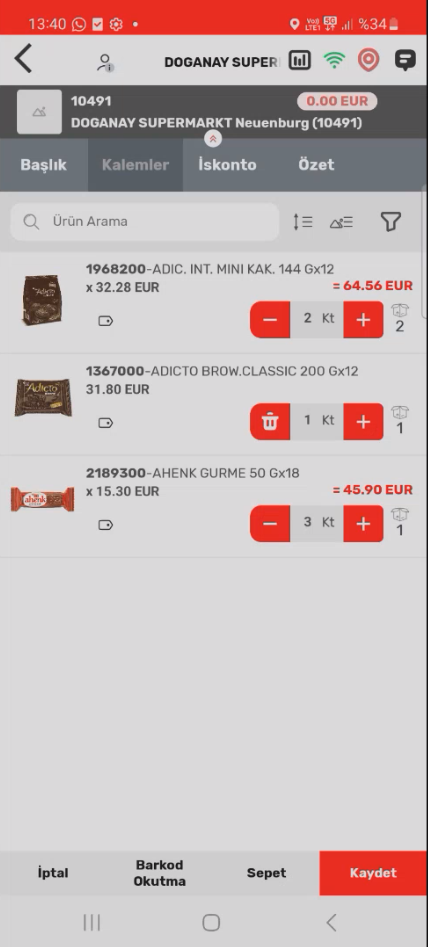 13:40 %34
DOGANAY SUPER
10491 0.00 EUR
DOGANAY SUPERMARKT Neuenburg (10491)
Başlık Kalemler İskonto Özet
Ürün Arama
1968200-ADIC. INT. MINI KAK. 144 Gx12
x 32.28 EUR = 64.56 EUR
2 Kt 2
1367000-ADICTO BROW.CLASSIC 200 Gx12
31.80 EUR
1 Kt 1
2189300-AHENK GURME 50 Gx18
x 15.30 EUR = 45.90 EUR
3 Kt 1
İptal Barkod Okutma Sepet Kaydet